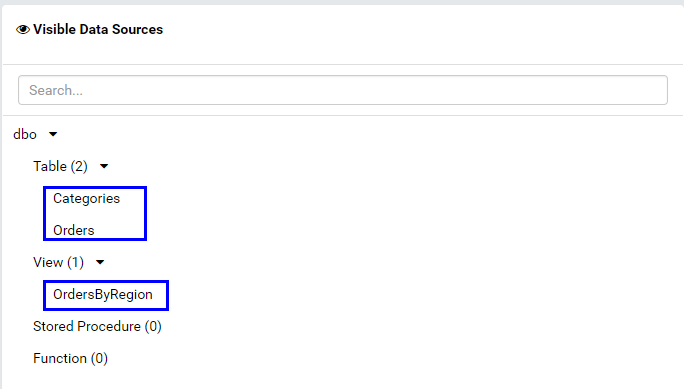 Visible Data Sources
Search...
dbo
Table (2)
Categories
Orders
View (1)
OrdersByRegion
Stored Procedure (0)
Function (0)